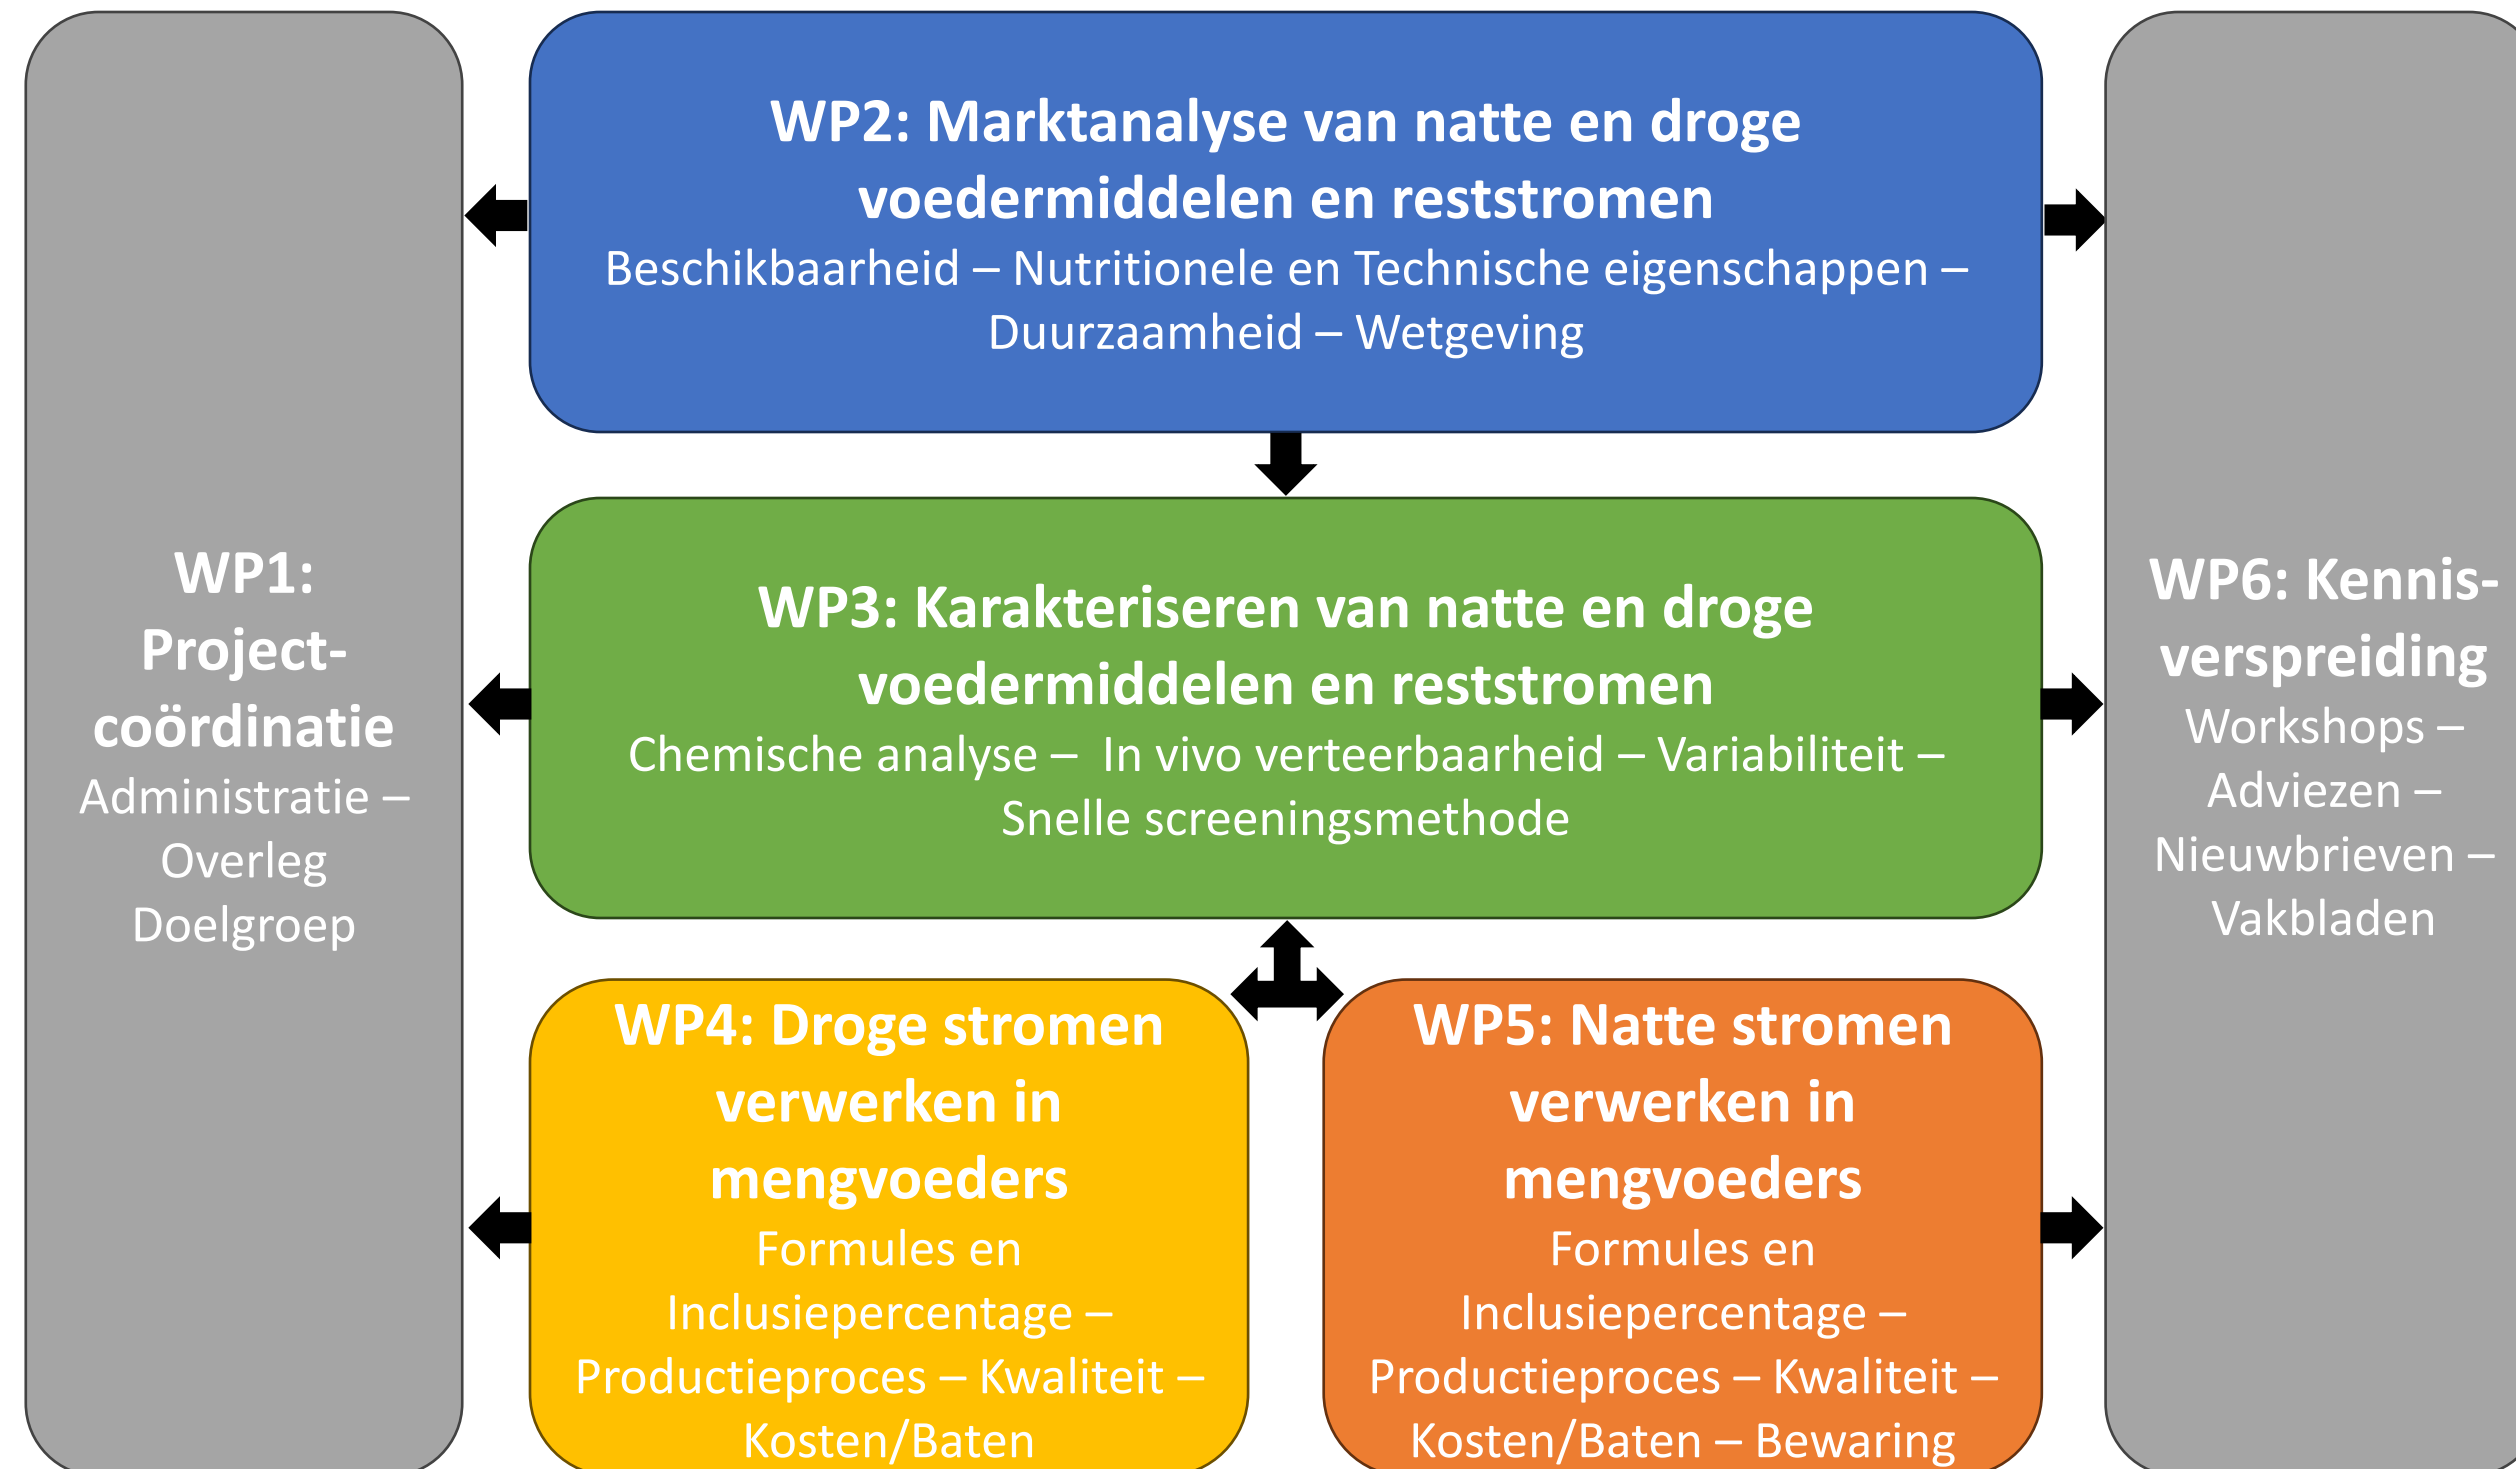 WP1:
Project-
coördinatie
Administratie –
Overleg
Doelgroep
WP2: Marktanalyse van natte en droge
voedermiddelen en reststromen
Beschikbaarheid – Nutritionele en Technische eigenschappen –
Duurzaamheid – Wetgeving
WP3: Karakteriseren van natte en droge
voedermiddelen en reststromen
Chemische analyse –  In vivo verteerbaarheid – Variabiliteit –
Snelle screeningsmethode
WP4: Droge stromen
verwerken in
mengvoeders
Formules en
Inclusiepercentage –
Productieproces – Kwaliteit –
Kosten/Baten
WP5: Natte stromen
verwerken in
mengvoeders
Formules en
Inclusiepercentage –
Productieproces – Kwaliteit –
Kosten/Baten – Bewaring
WP6: Kennis-
verspreiding
Workshops –
Adviezen –
Nieuwbrieven –
Vakbladen